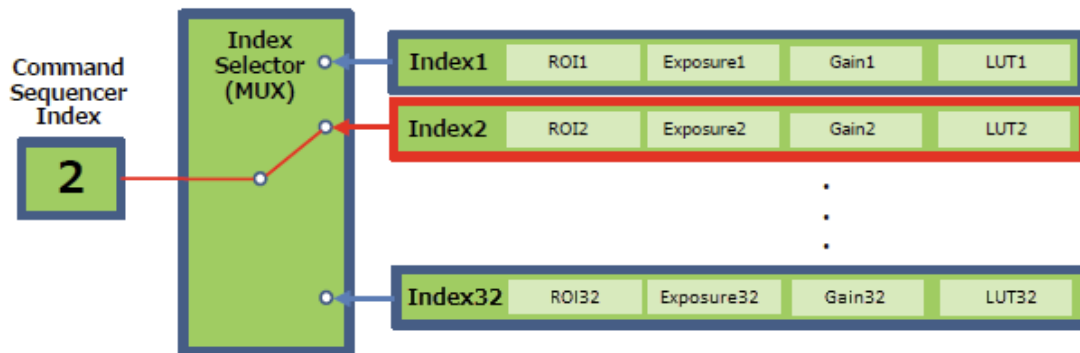 Command
Sequencer
Index
2
Index
Selector
(MUX)
Index1 ROI1 Exposure1 Gain1 LUT1
Index2 ROI2 Exposure2 Gain2 LUT2
Index32 ROI32 Exposure32 Gain32 LUT32